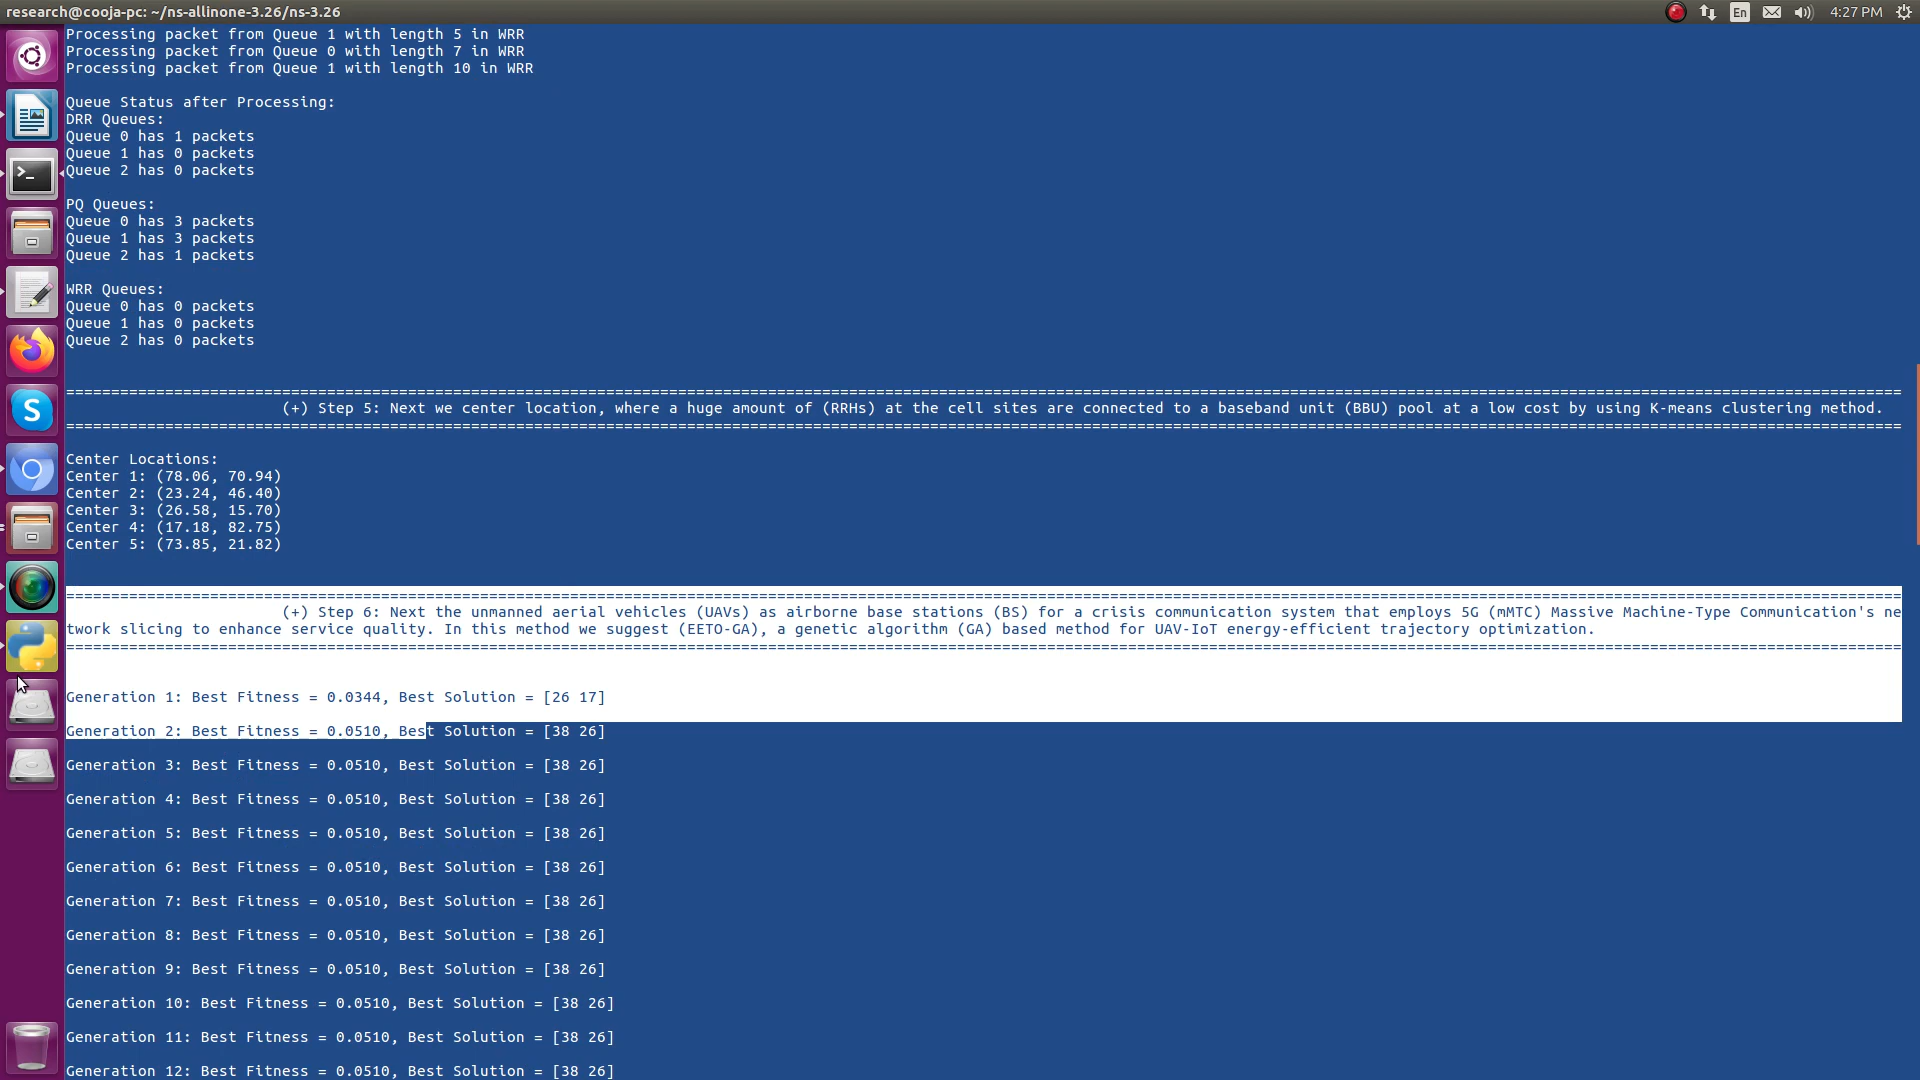 research@cooja-pc: ~/ns-allinone-3.26/ns-3.26
En
4:27 PM
Processing packet from Queue 1 with length 5 in WRR
Processing packet from Queue 0 with length 7 in WRR
Processing packet from Queue 1 with length 10 in WRR
Queue Status after Processing:
DRR Queues:
Queue 0 has 1 packets
Queue 1 has 0 packets
Queue 2 has 0 packets
PQ Queues:
Queue 0 has 3 packets
Queue 1 has 3 packets
Queue 2 has 1 packets
WRR Queues:
Queue 0 has 0 packets
Queue 1 has 0 packets
Queue 2 has 0 packets
(+) Step 5: Next we center location, where a huge amount of (RRHs) at the cell sites are connected to a baseband unit (BBU) pool at a low cost by using K-means clustering method.
Center Locations:
Center 1: (78.06, 70.94)
Center 2: (23.24, 46.40)
Center 3: (26.58, 15.70)
Center 4: (17.18, 82.75)
Center 5: (73.85, 21.82)
(+) Step 6: Next the unmanned aerial vehicles (UAVs) as airborne base stations (BS) for a crisis communication system that employs 5G (mMTC) Massive Machine-Type Communication's ne
twork slicing to enhance service quality. In this method we suggest (EETO-GA), a genetic algorithm (GA) based method for UAV-IoT energy-efficient trajectory optimization.
Generation 1: Best Fitness = 0.0344, Best Solution = [26 17]
Generation 2: Best Fitness = 0.0510, Best Solution = [38 26]
Generation 3: Best Fitness = 0.0510, Best Solution = [38 26]
Generation 4: Best Fitness = 0.0510, Best Solution = [38 26]
Generation 5: Best Fitness = 0.0510, Best Solution = [38 26]
Generation 6: Best Fitness = 0.0510, Best Solution = [38 26]
Generation 7: Best Fitness = 0.0510, Best Solution = [38 26]
Generation 8: Best Fitness = 0.0510, Best Solution = [38 26]
Generation 9: Best Fitness = 0.0510, Best Solution = [38 26]
Generation 10: Best Fitness = 0.0510, Best Solution = [38 26]
Generation 11: Best Fitness = 0.0510, Best Solution = [38 26]
Generation 12: Best Fitness = 0.0510, Best Solution = [38 26]